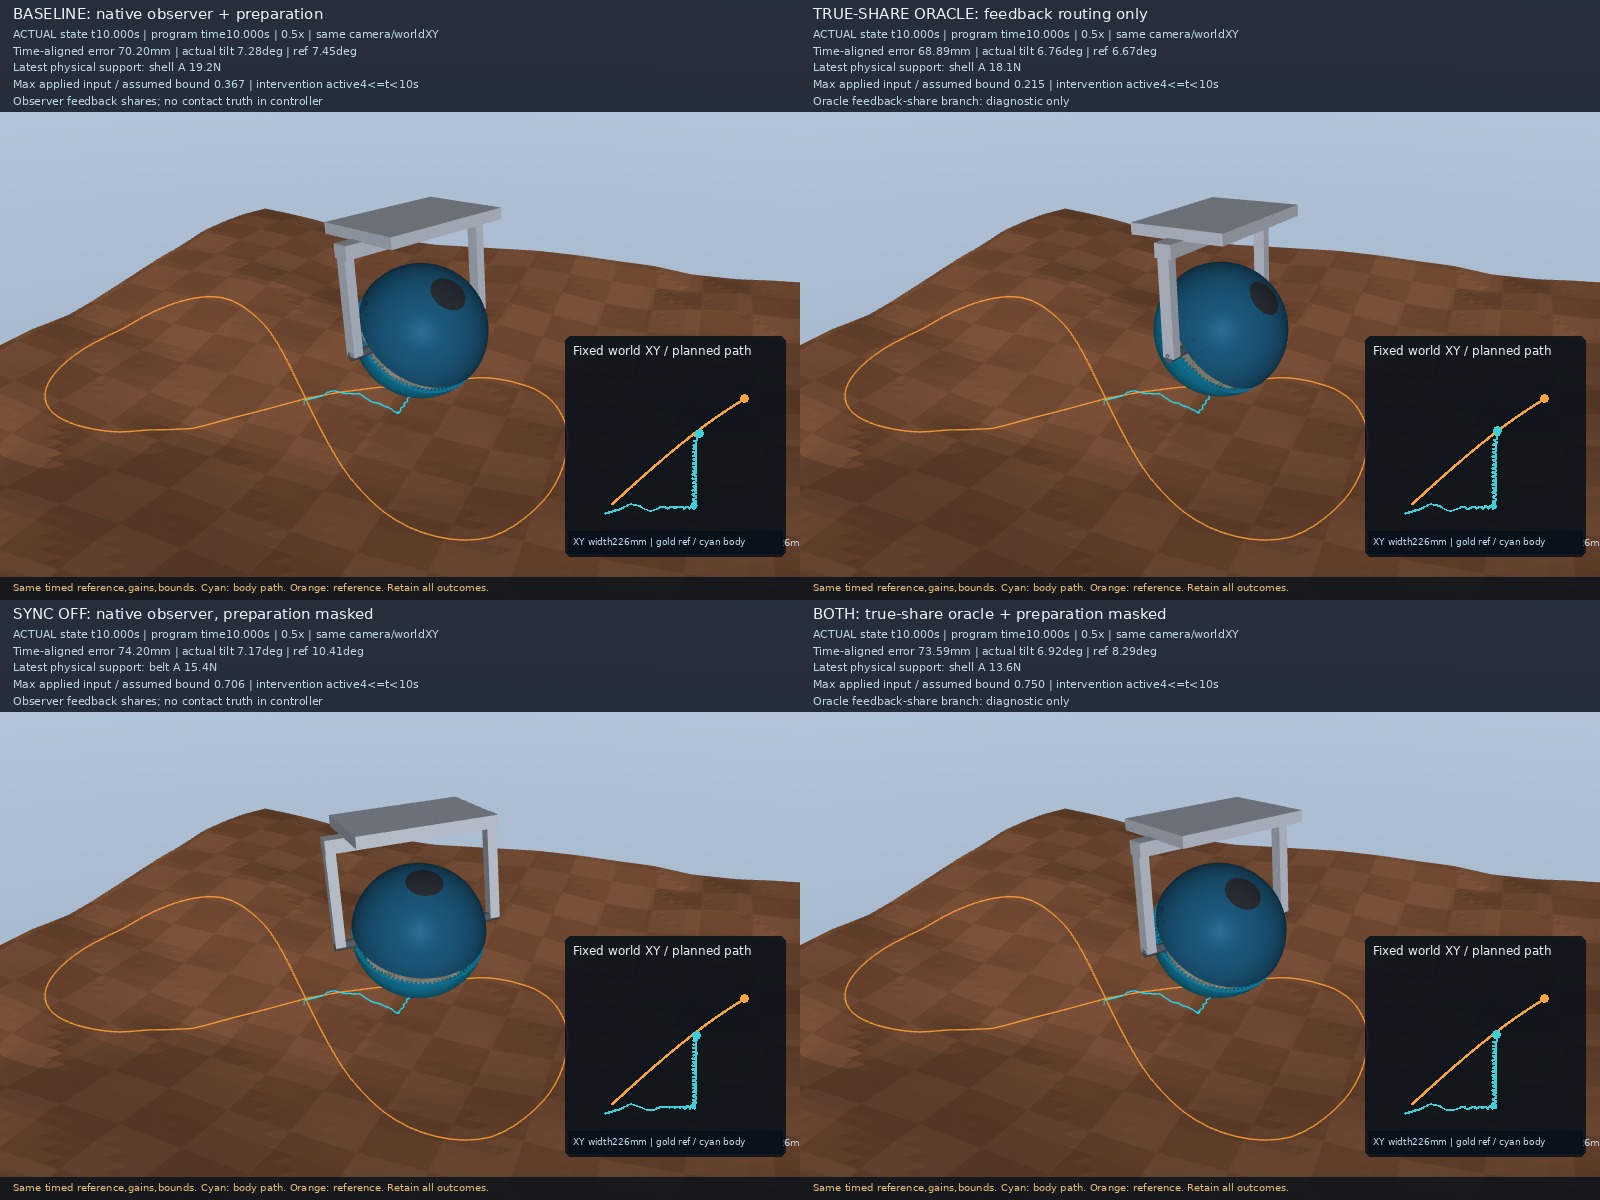 BASELINE: native observer + preparation
ACTUAL state t10.000s | program time10.000s | 0.5x | same camera/worldXY
Time-aligned error 70.20mm | actual tilt 7.28deg | ref 7.45deg
Latest physical support: shell A 19.2N
Max applied input / assumed bound 0.367 | intervention active4<=t<10s
Observer feedback shares; no contact truth in controller
Fixed world XY / planned path
XY width226mm | gold ref / cyan body
6m
Same timed reference,gains,bounds. Cyan: body path. Orange: reference. Retain all outcomes.
TRUE-SHARE ORACLE: feedback routing only
ACTUAL state t10.000s | program time10.000s | 0.5x | same camera/worldXY
Time-aligned error 68.89mm | actual tilt 6.76deg | ref 6.67deg
Latest physical support: shell A 18.1N
Max applied input / assumed bound 0.215 | intervention active4<=t<10s
Oracle feedback-share branch: diagnostic only
Fixed world XY / planned path
XY width226mm | gold ref / cyan body
6m
Same timed reference,gains,bounds. Cyan: body path. Orange: reference. Retain all outcomes.
SYNC OFF: native observer, preparation masked
ACTUAL state t10.000s | program time10.000s | 0.5x | same camera/worldXY
Time-aligned error 74.20mm | actual tilt 7.17deg | ref 10.41deg
Latest physical support: belt A 15.4N
Max applied input / assumed bound 0.706 | intervention active4<=t<10s
Observer feedback shares; no contact truth in controller
Fixed world XY / planned path
XY width226mm | gold ref / cyan body
6m
Same timed reference,gains,bounds. Cyan: body path. Orange: reference. Retain all outcomes.
BOTH: true-share oracle + preparation masked
ACTUAL state t10.000s | program time10.000s | 0.5x | same camera/worldXY
Time-aligned error 73.59mm | actual tilt 6.92deg | ref 8.29deg
Latest physical support: shell A 13.6N
Max applied input / assumed bound 0.750 | intervention active4<=t<10s
Oracle feedback-share branch: diagnostic only
Fixed world XY / planned path
XY width226mm | gold ref / cyan body
6m
Same timed reference,gains,bounds. Cyan: body path. Orange: reference. Retain all outcomes.